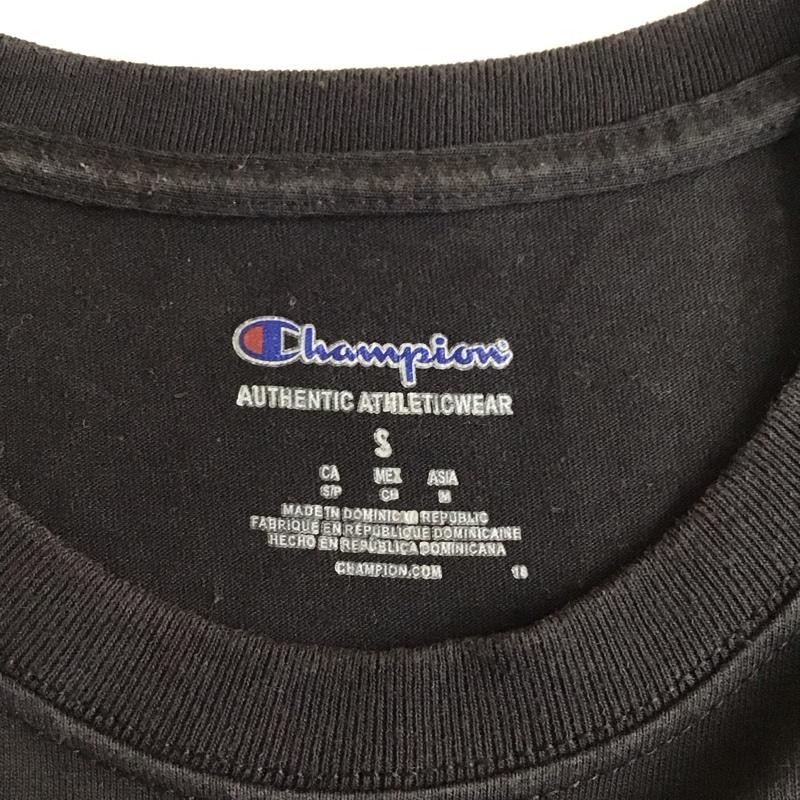 Champion®
AUTHENTIC ATHLETICWEAR
S
CA MEX ASIA
S/P CH M
MADE IN DOMINICAN REPUBLIC
FABRIQUÉ EN RÉPUBLIQUE DOMINICAINE
HECHO EN REPÚBLICA DOMINICANA
CHAMPION.COM 18